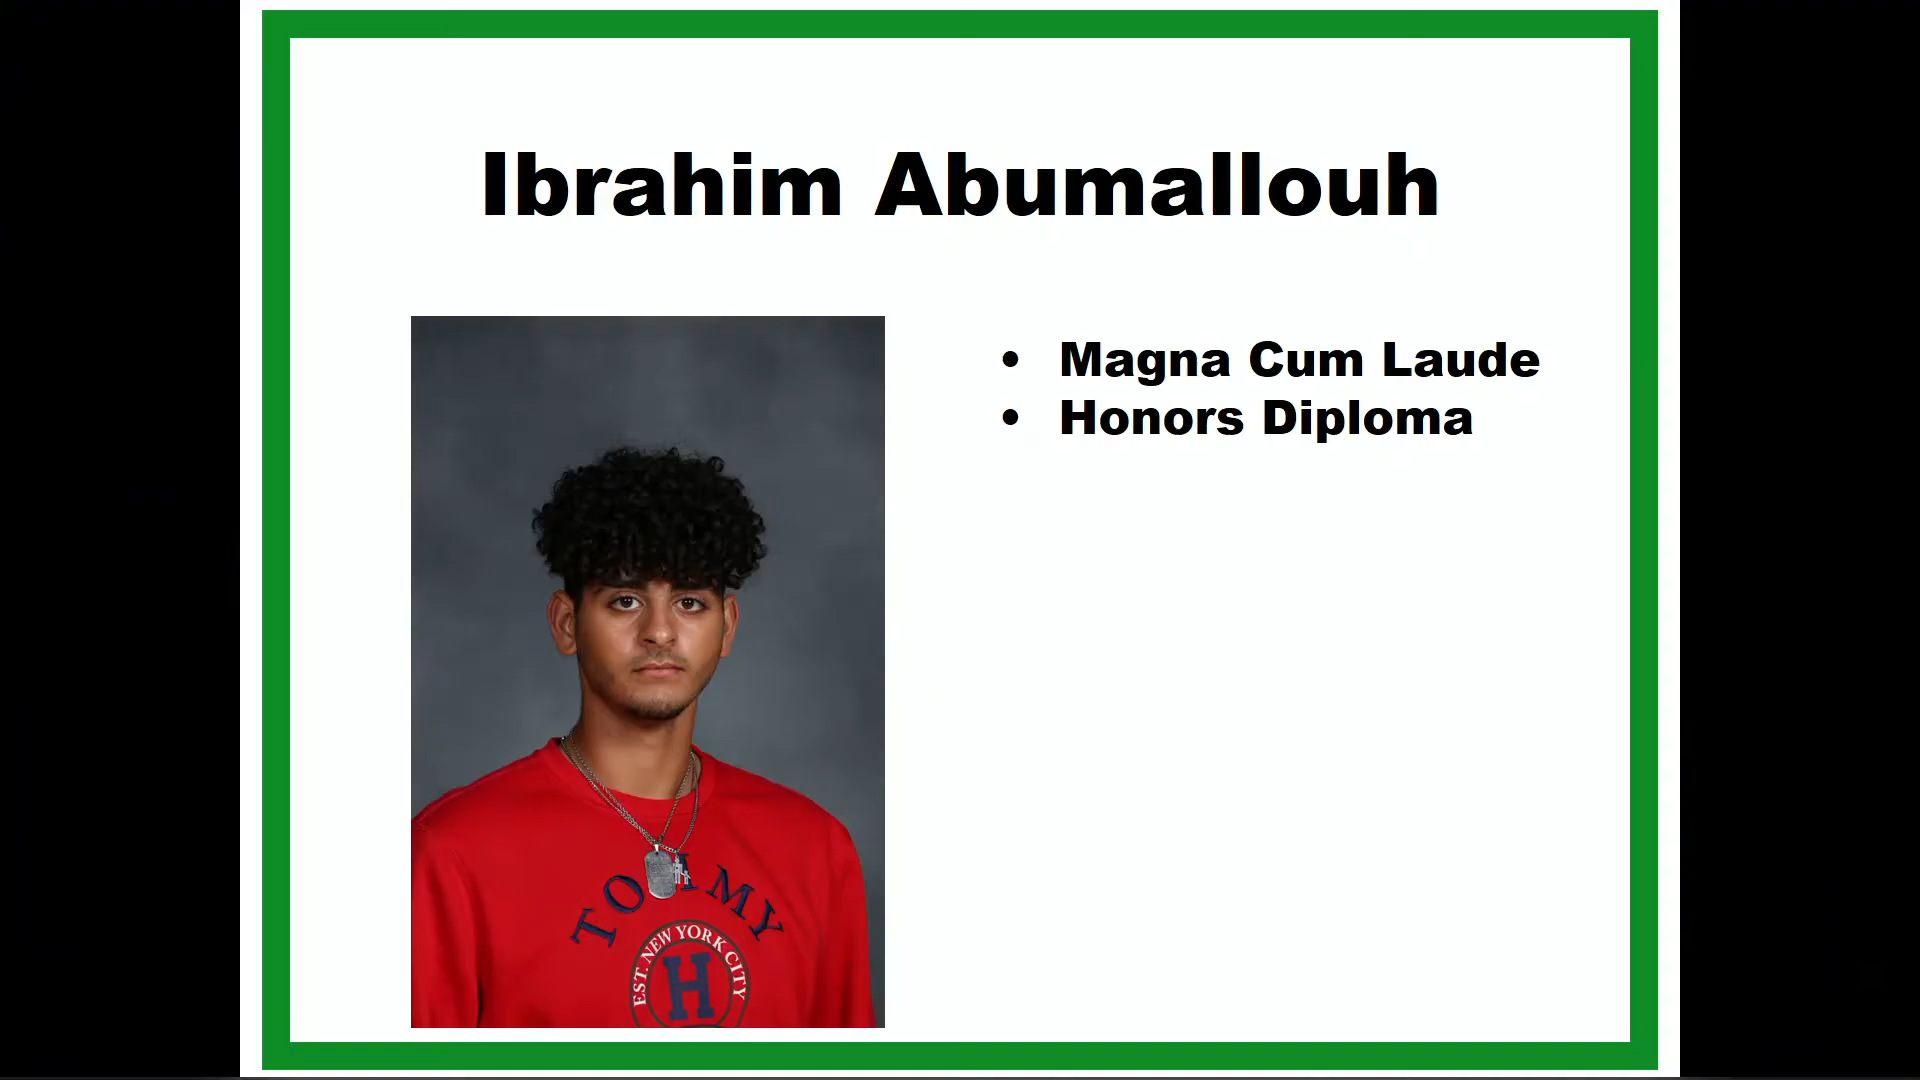 Ibrahim Abumallouh
• Magna Cum Laude
• Honors Diploma
TOMMY
EST. NEW YORK CITY
H